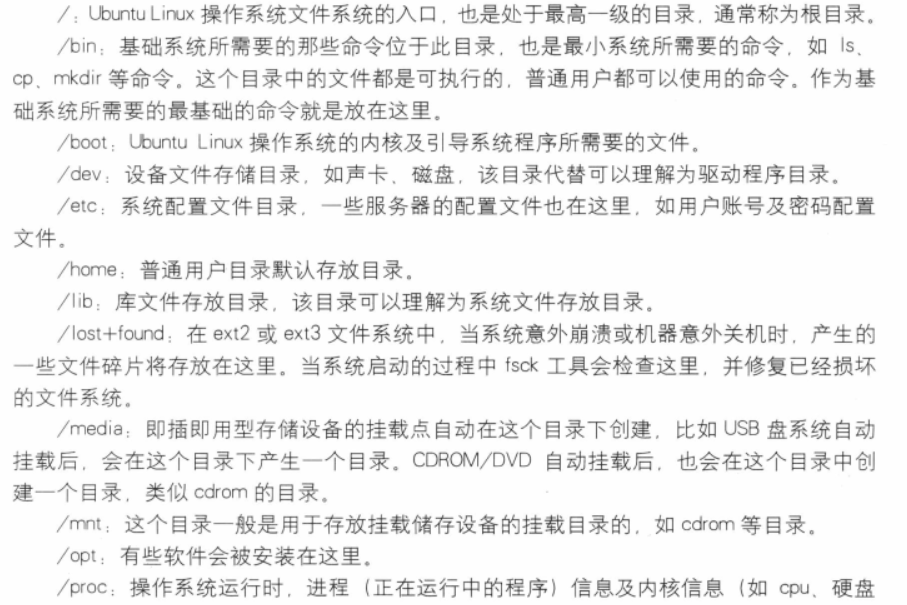 /：Ubuntu Linux 操作系统文件系统的入口，也是处于最高一级的目录，通常称为根目录。
/bin：基础系统所需要的那些命令位于此目录，也是最小系统所需要的命令，如 ls、
cp、mkdir 等命令。这个目录中的文件都是可执行的，普通用户都可以使用的命令。作为基
础系统所需要的最基础的命令就是放在这里。
/boot：Ubuntu Linux 操作系统的内核及引导系统程序所需要的文件。
/dev：设备文件存储目录，如声卡、磁盘，该目录代替可以理解为驱动程序目录。
/etc：系统配置文件目录，一些服务器的配置文件也在这里，如用户账号及密码配置
文件。
/home：普通用户目录默认存放目录。
/lib：库文件存放目录，该目录可以理解为系统文件存放目录。
/lost+found：在 ext2 或 ext3 文件系统中，当系统意外崩溃或机器意外关机时，产生的
一些文件碎片将存放在这里。当系统启动的过程中 fsck 工具会检查这里，并修复已经损坏
的文件系统。
/media：即插即用型存储设备的挂载点自动在这个目录下创建，比如 USB 盘系统自动
挂载后，会在这个目录下产生一个目录。CDROM/DVD 自动挂载后，也会在这个目录中创
建一个目录，类似 cdrom 的目录。
/mnt：这个目录一般是用于存放挂载储存设备的挂载目录的，如 cdrom 等目录。
/opt：有些软件会被安装在这里。
/proc：操作系统运行时，进程（正在运行中的程序）信息及内核信息（如 cpu、硬盘